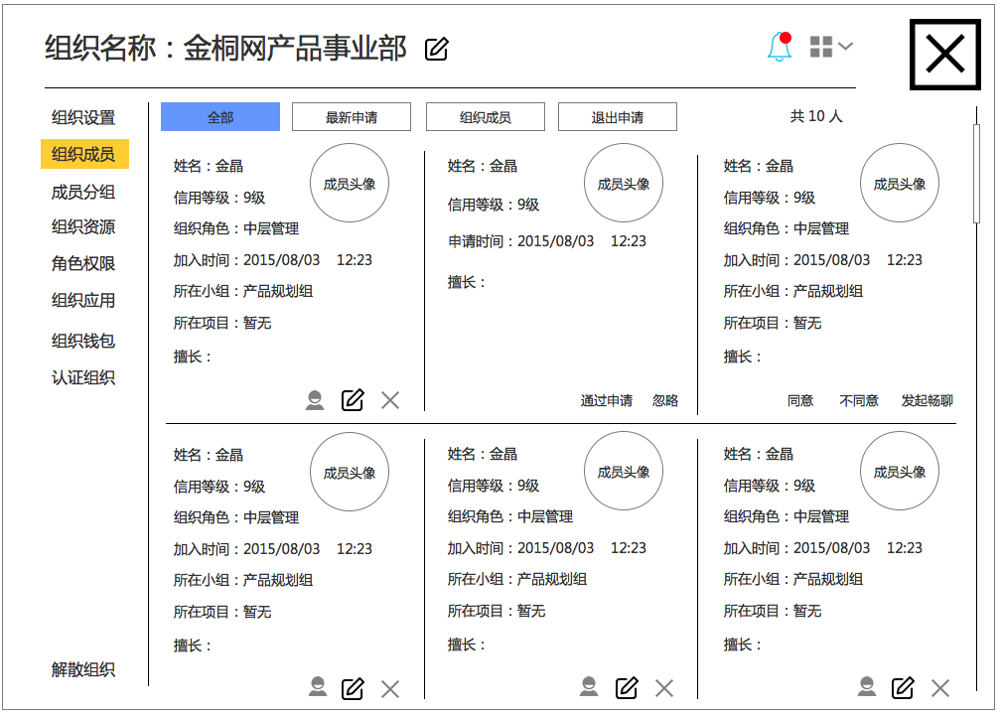 组织名称：金桐网产品事业部
组织设置
组织成员
成员分组
组织资源
角色权限
组织应用
组织钱包
认证组织
解散组织
全部
最新申请
组织成员
退出申请
共 10 人
姓名：金晶
信用等级：9级
组织角色：中层管理
加入时间：2015/08/03 12:23
所在小组：产品规划组
所在项目：暂无
擅长：
成员头像
姓名：金晶
信用等级：9级
申请时间：2015/08/03 12:23
擅长：
成员头像
通过申请 忽略
姓名：金晶
信用等级：9级
组织角色：中层管理
加入时间：2015/08/03 12:23
所在小组：产品规划组
所在项目：暂无
擅长：
成员头像
同意 不同意 发起畅聊
姓名：金晶
信用等级：9级
组织角色：中层管理
加入时间：2015/08/03 12:23
所在小组：产品规划组
所在项目：暂无
擅长：
成员头像
姓名：金晶
信用等级：9级
组织角色：中层管理
加入时间：2015/08/03 12:23
所在小组：产品规划组
所在项目：暂无
擅长：
成员头像
姓名：金晶
信用等级：9级
组织角色：中层管理
加入时间：2015/08/03 12:23
所在小组：产品规划组
所在项目：暂无
擅长：
成员头像